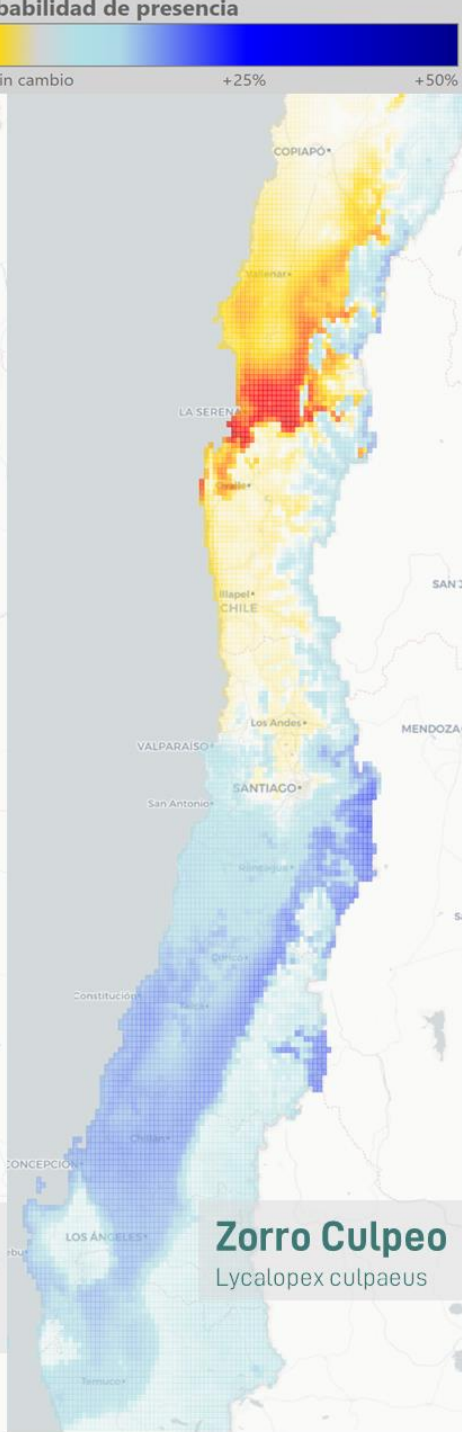 babilidad de presencia
in cambio
+25%
+50%
COPIAPÓ
Vallenar
LA SERENA
Ovalle
SAN J
Illapel
CHILE
Los Andes
MENDOZA
VALPARAÍSO
SANTIAGO
San Antonio
Rancagua
Curicó
Constitución
Talca
Chillán
CONCEPCIÓN
LOS ÁNGELES
ebu
Zorro Culpeo
Lycalopex culpaeus
Temuco